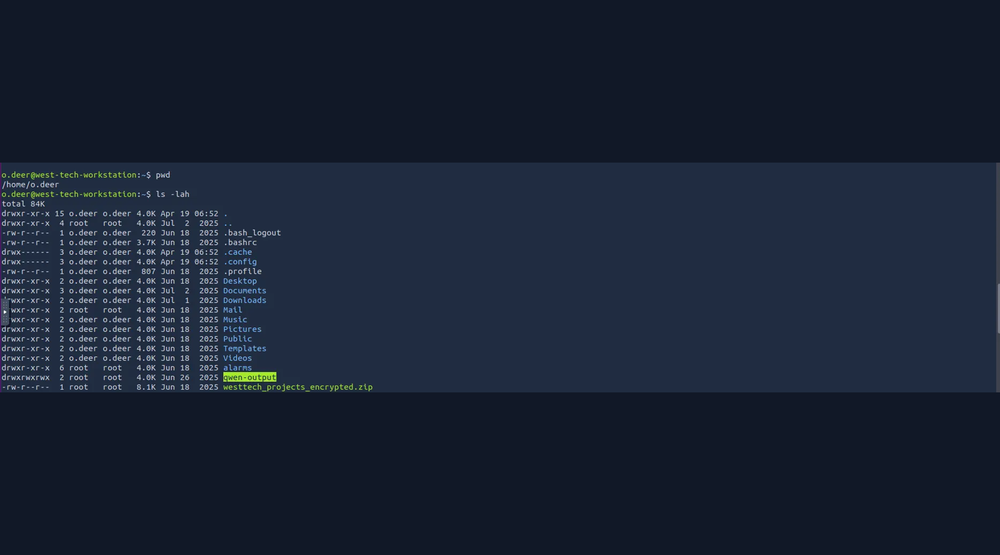 o.deer@west-tech-workstation:~$ pwd
/home/o.deer
o.deer@west-tech-workstation:~$ ls -lah
total 84K
drwxr-xr-x 15 o.deer o.deer 4.0K Apr 19 06:52 .
drwxr-xr-x  4 root   root   4.0K Jul  2  2025 ..
-rw-r--r--  1 o.deer o.deer  220 Jun 18  2025 .bash_logout
-rw-r--r--  1 o.deer o.deer 3.7K Jun 18  2025 .bashrc
drwx------  3 o.deer o.deer 4.0K Apr 19 06:52 .cache
drwx------  3 o.deer o.deer 4.0K Apr 19 06:52 .config
-rw-r--r--  1 o.deer o.deer  807 Jun 18  2025 .profile
drwxr-xr-x  2 o.deer o.deer 4.0K Jun 18  2025 Desktop
drwxr-xr-x  3 o.deer o.deer 4.0K Jul  2  2025 Documents
drwxr-xr-x  2 o.deer o.deer 4.0K Jul  1  2025 Downloads
rwxr-xr-x  2 root   root   4.0K Jun 18  2025 Mail
wxr-xr-x  2 o.deer o.deer 4.0K Jun 18  2025 Music
drwxr-xr-x  2 o.deer o.deer 4.0K Jun 18  2025 Pictures
drwxr-xr-x  2 o.deer o.deer 4.0K Jun 18  2025 Public
drwxr-xr-x  2 o.deer o.deer 4.0K Jun 18  2025 Templates
drwxr-xr-x  2 o.deer o.deer 4.0K Jun 18  2025 Videos
drwxr-xr-x  6 root   root   4.0K Jun 18  2025 alarms
drwxrwxrwx  2 root   root   4.0K Jun 26  2025 qwen-output
-rw-r--r--  1 root   root   8.1K Jun 18  2025 westtech_projects_encrypted.zip